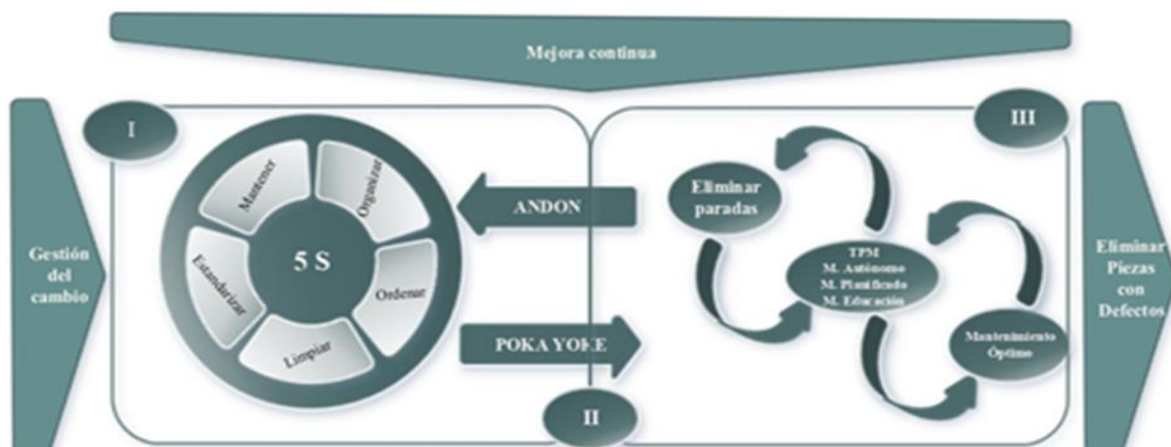 Mejora continua
I
III
Mantener
Organizar
Estandarizar
5 S
Ordenar
Limpiar
ANDON
POKA YOKE
II
Gestión
del
cambio
Eliminar
paradas
TPM
M. Autónomo
M. Planificado
M. Educación
Mantenimiento
Óptimo
Eliminar
Piezas
con
Defectos